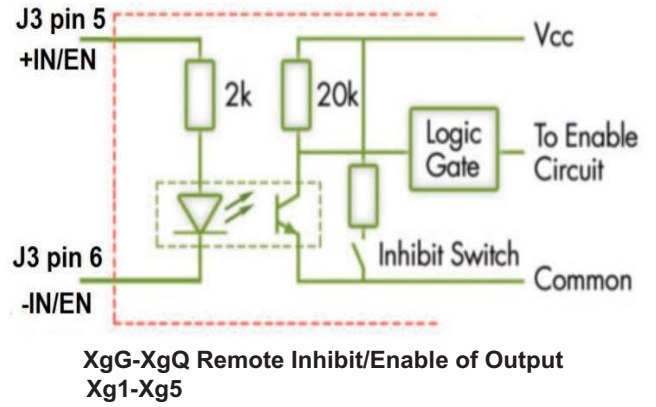 J3 pin 5
+IN/EN
Vcc
2k
20k
Logic
Gate
To Enable
Circuit
J3 pin 6
-IN/EN
Inhibit Switch
Common
XgG-XgQ Remote Inhibit/Enable of Output
Xg1-Xg5